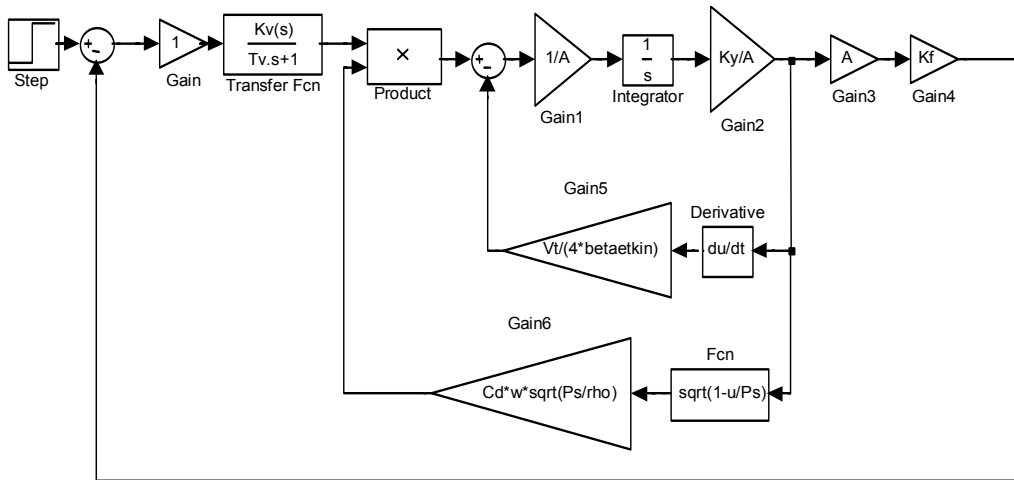 Step
1
Gain
Kv(s)
Tv.s+1
Transfer Fcn
×
Product
1/A
Gain1
1
s
Integrator
Ky/A
Gain2
A
Gain3
Kf
Gain4
Gain5
Vt/(4*betaetkin)
Derivative
du/dt
Gain6
Cd*w*sqrt(Ps/rho)
Fcn
sqrt(1-u/Ps)